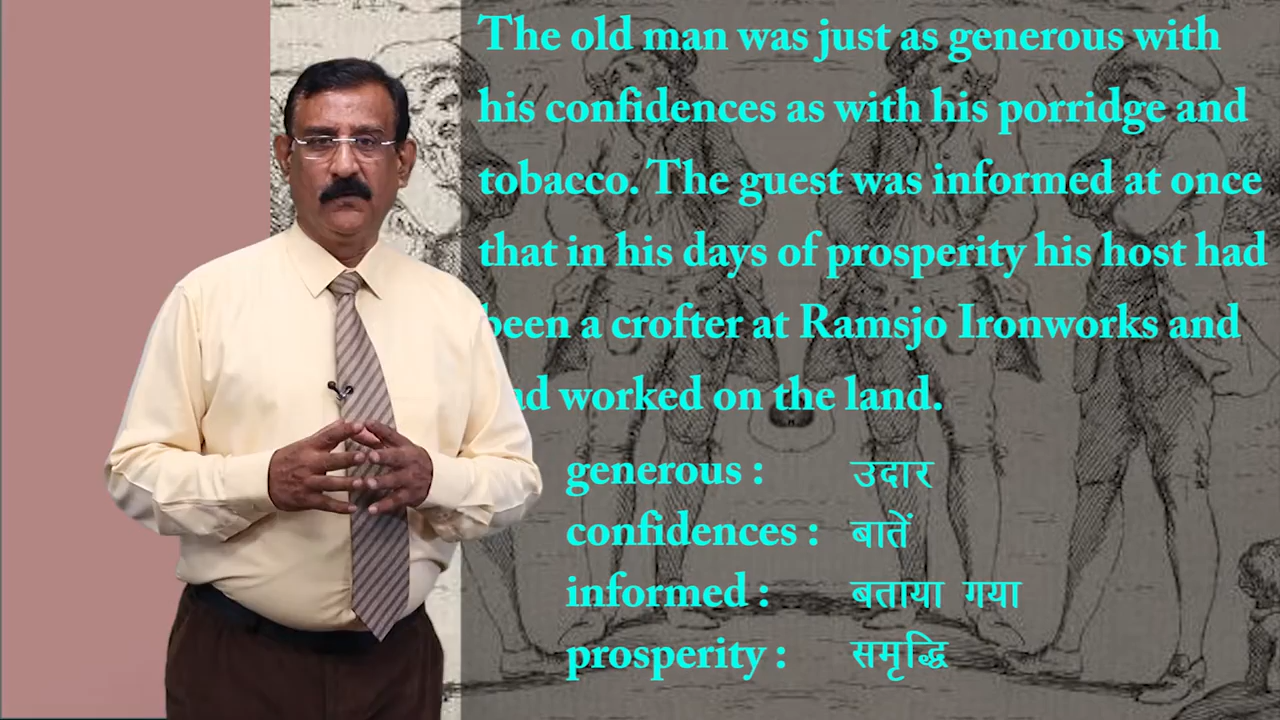 The old man was just as generous with
his confidences as with his porridge and
tobacco. The guest was informed at once
that in his days of prosperity his host had
been a crofter at Ramsjo Ironworks and
worked on the land.
generous : उदार
confidences : बातें
informed : बताया गया
prosperity : समृद्धि